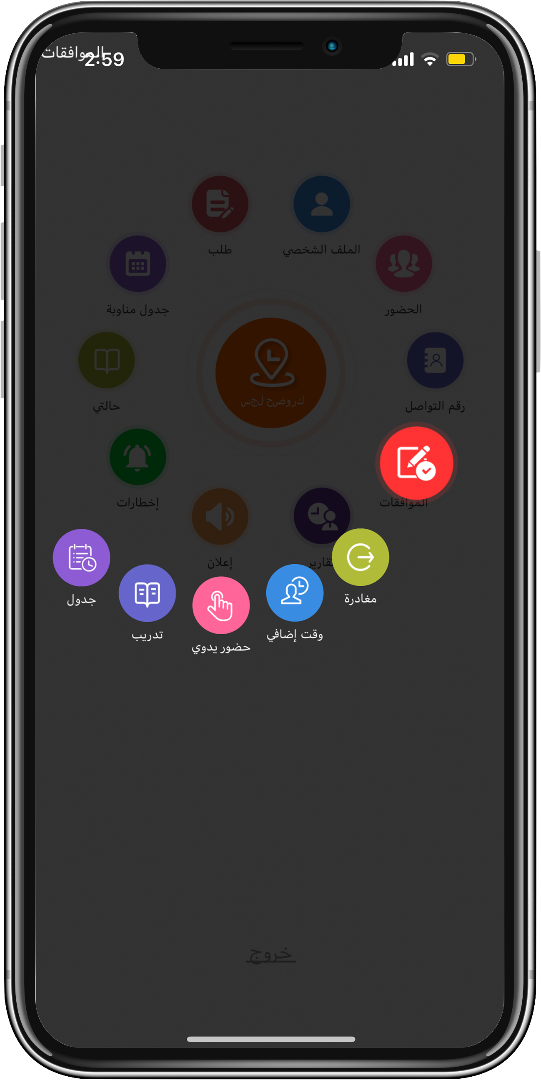 الموافقات
2:59
الملف الشخصي
طلب
الحضور
جدول مناوبة
رقم التواصل
حالتي
الموافقات
إخطارات
إعلان
مغادرة
وقت إضافي
حضور يدوي
تدريب
جدول
خروج